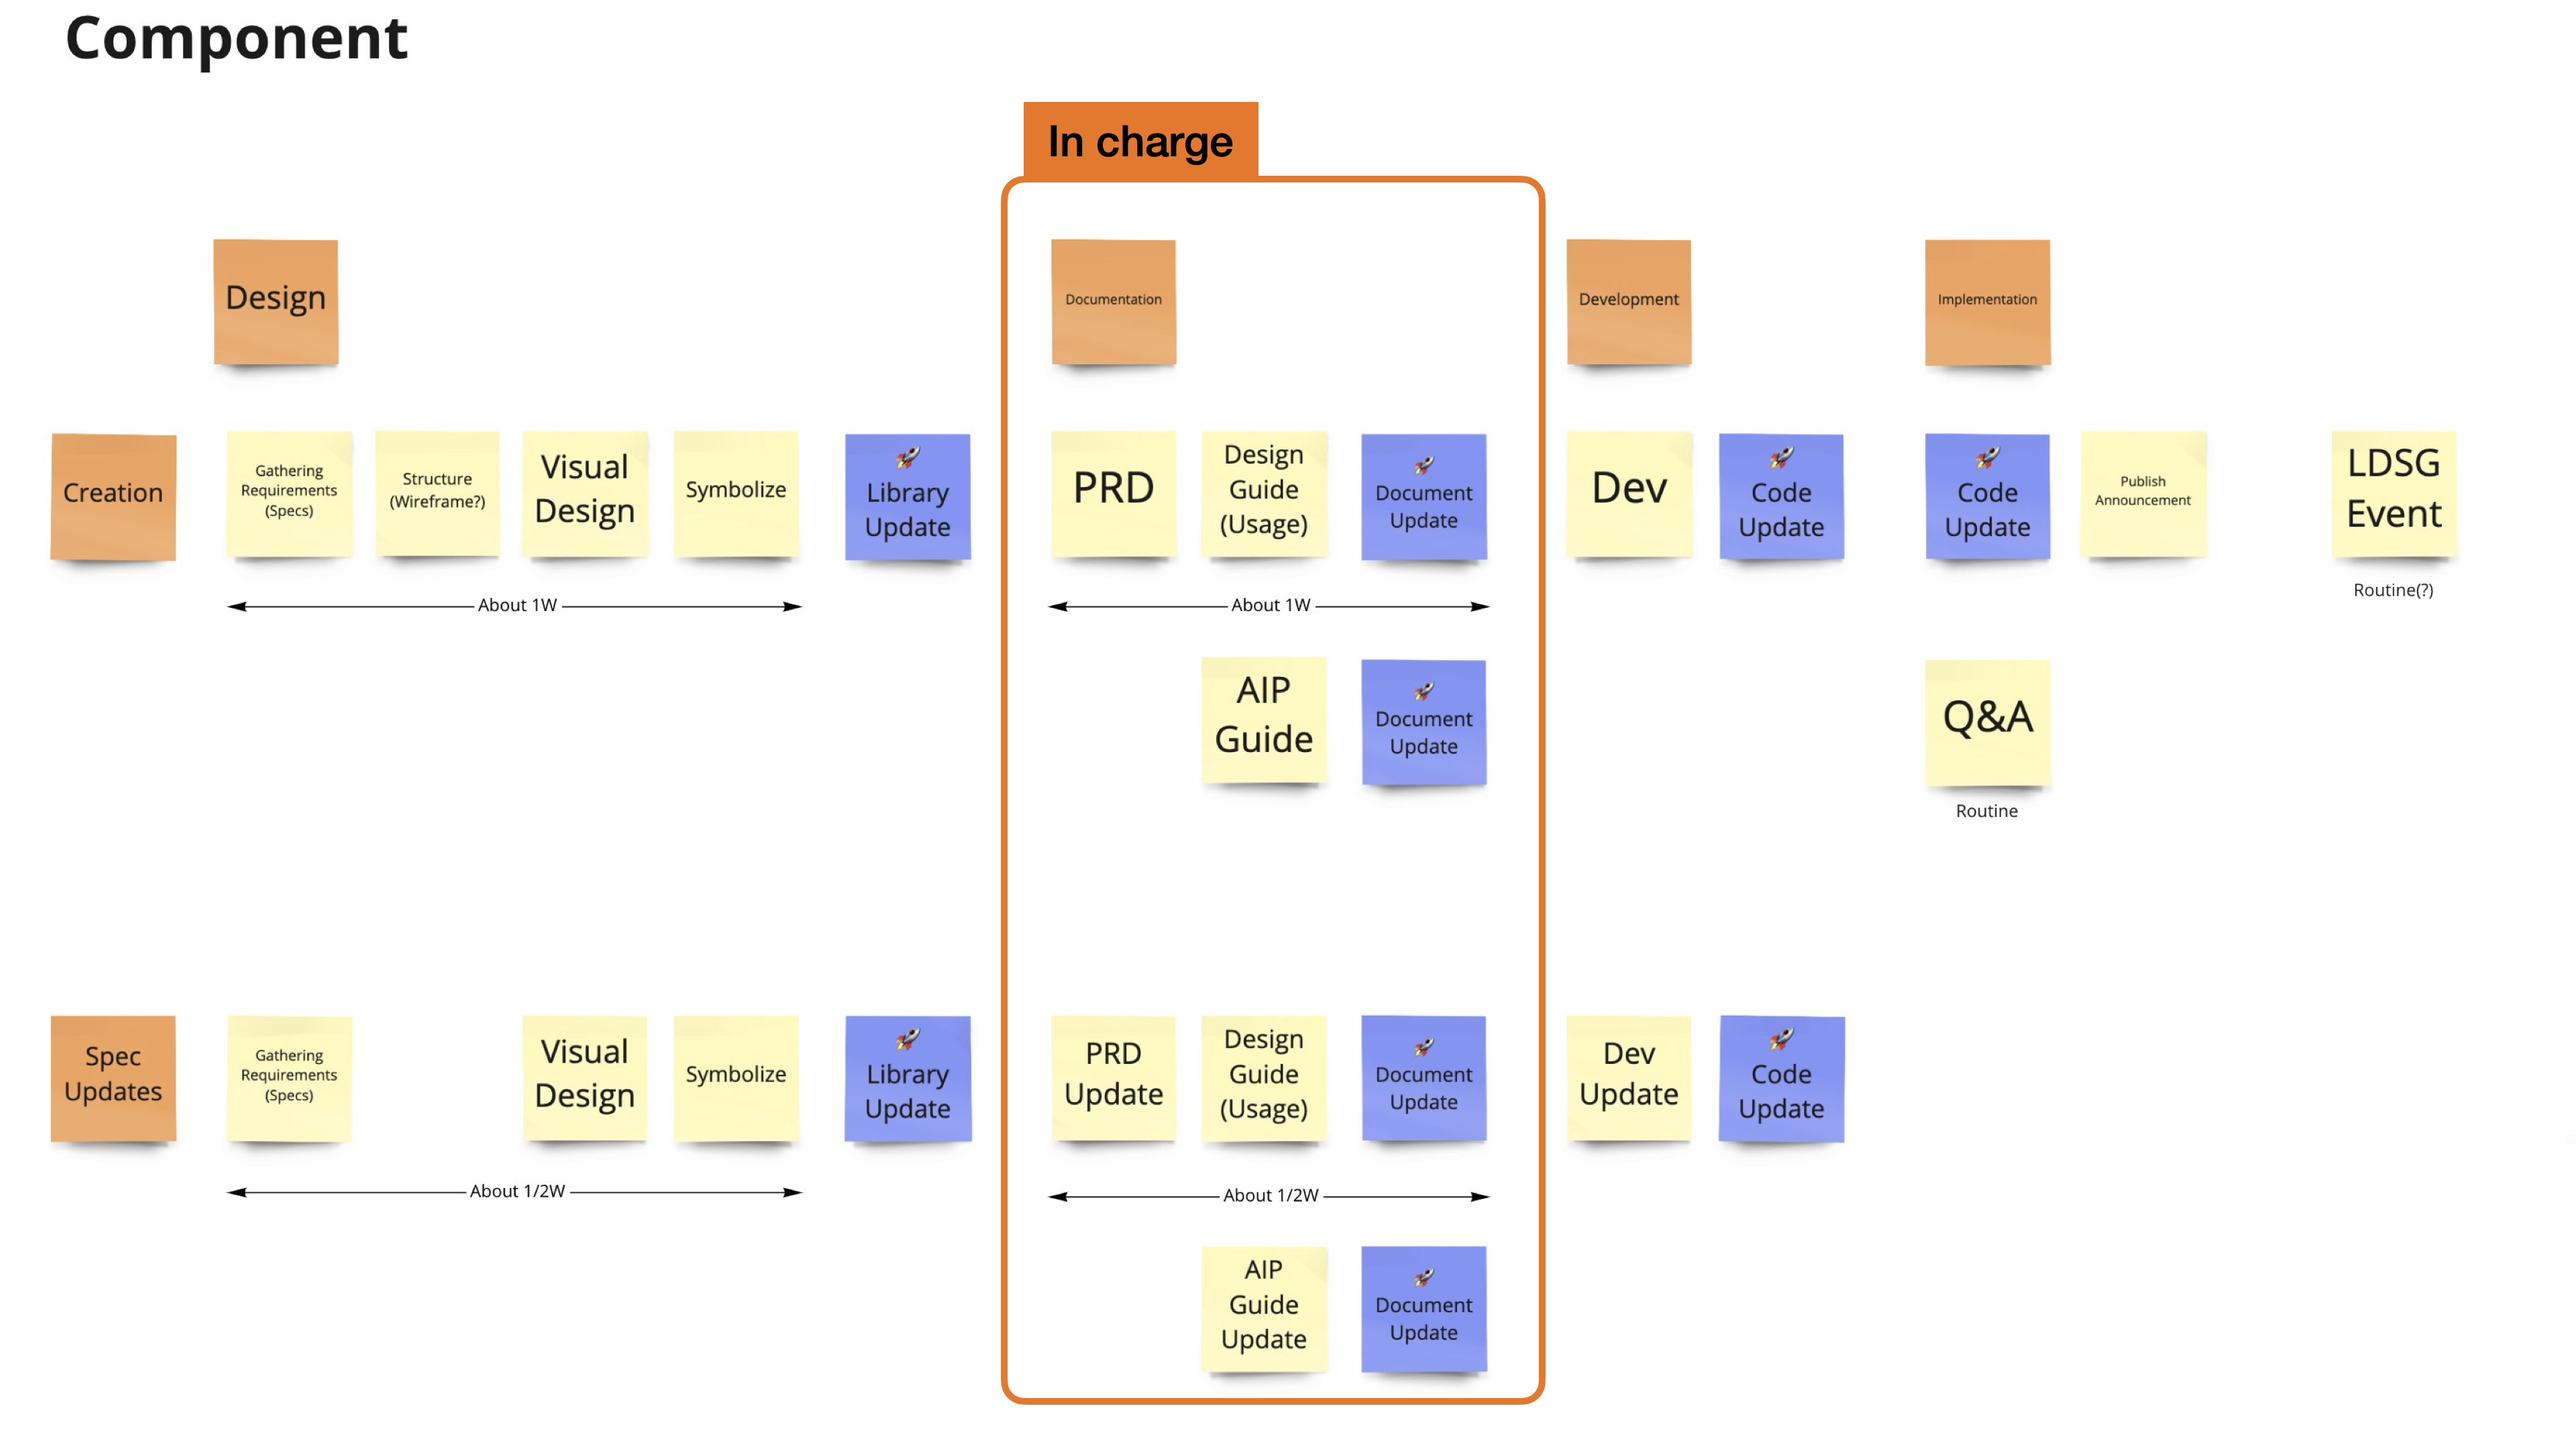 Component
In charge
Design
Documentation
Development
Implementation
Creation
Gathering
Requirements
(Specs)
Structure
(Wireframe?)
Visual
Design
Symbolize
🚀
Library
Update
PRD
Design
Guide
(Usage)
🚀
Document
Update
Dev
🚀
Code
Update
🚀
Code
Update
Publish
Announcement
LDSG
Event
About 1W
About 1W
Routine(?)
AIP
Guide
🚀
Document
Update
Q&A
Routine
Spec
Updates
Gathering
Requirements
(Specs)
Visual
Design
Symbolize
🚀
Library
Update
PRD
Update
Design
Guide
(Usage)
🚀
Document
Update
Dev
Update
🚀
Code
Update
About 1/2W
About 1/2W
AIP
Guide
Update
🚀
Document
Update